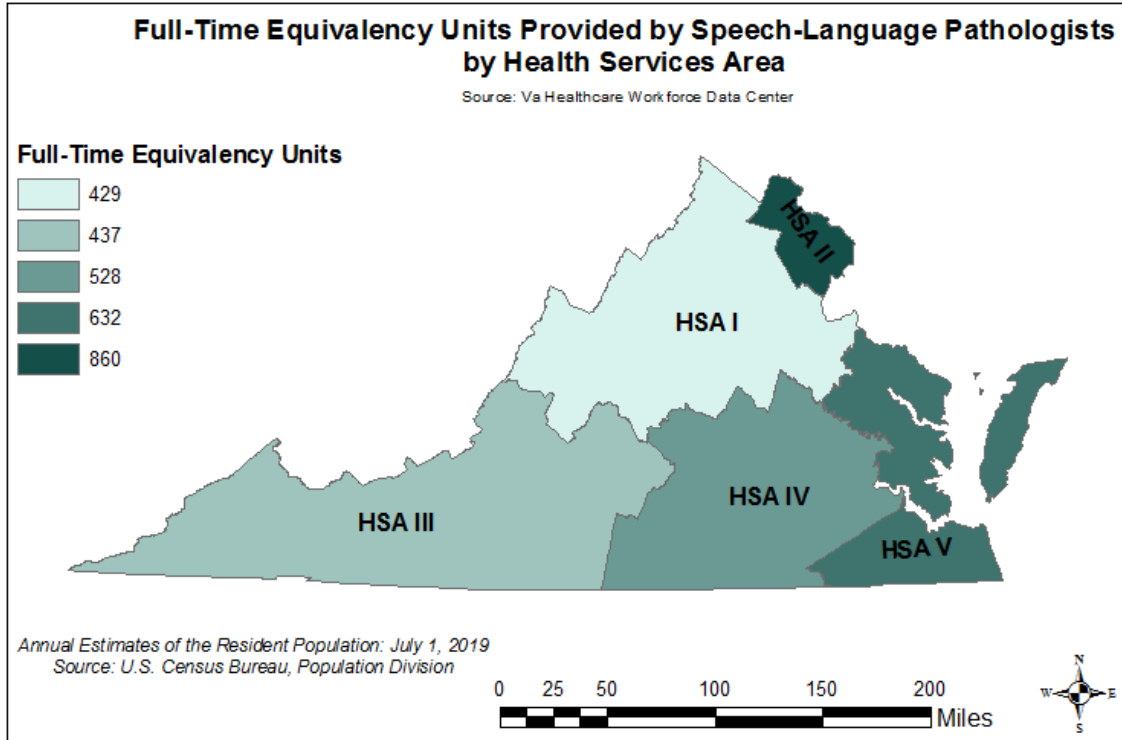 Full-Time Equivalency Units Provided by Speech-Language Pathologists
by Health Services Area
Source: Va Healthcare Workforce Data Center
Full-Time Equivalency Units
429
437
528
632
860
HSA II
HSA I
HSA IV
HSA III
HSA V
Annual Estimates of the Resident Population: July 1, 2019
Source: U.S. Census Bureau, Population Division
0 25 50 100 150 200
Miles
N
W E
S